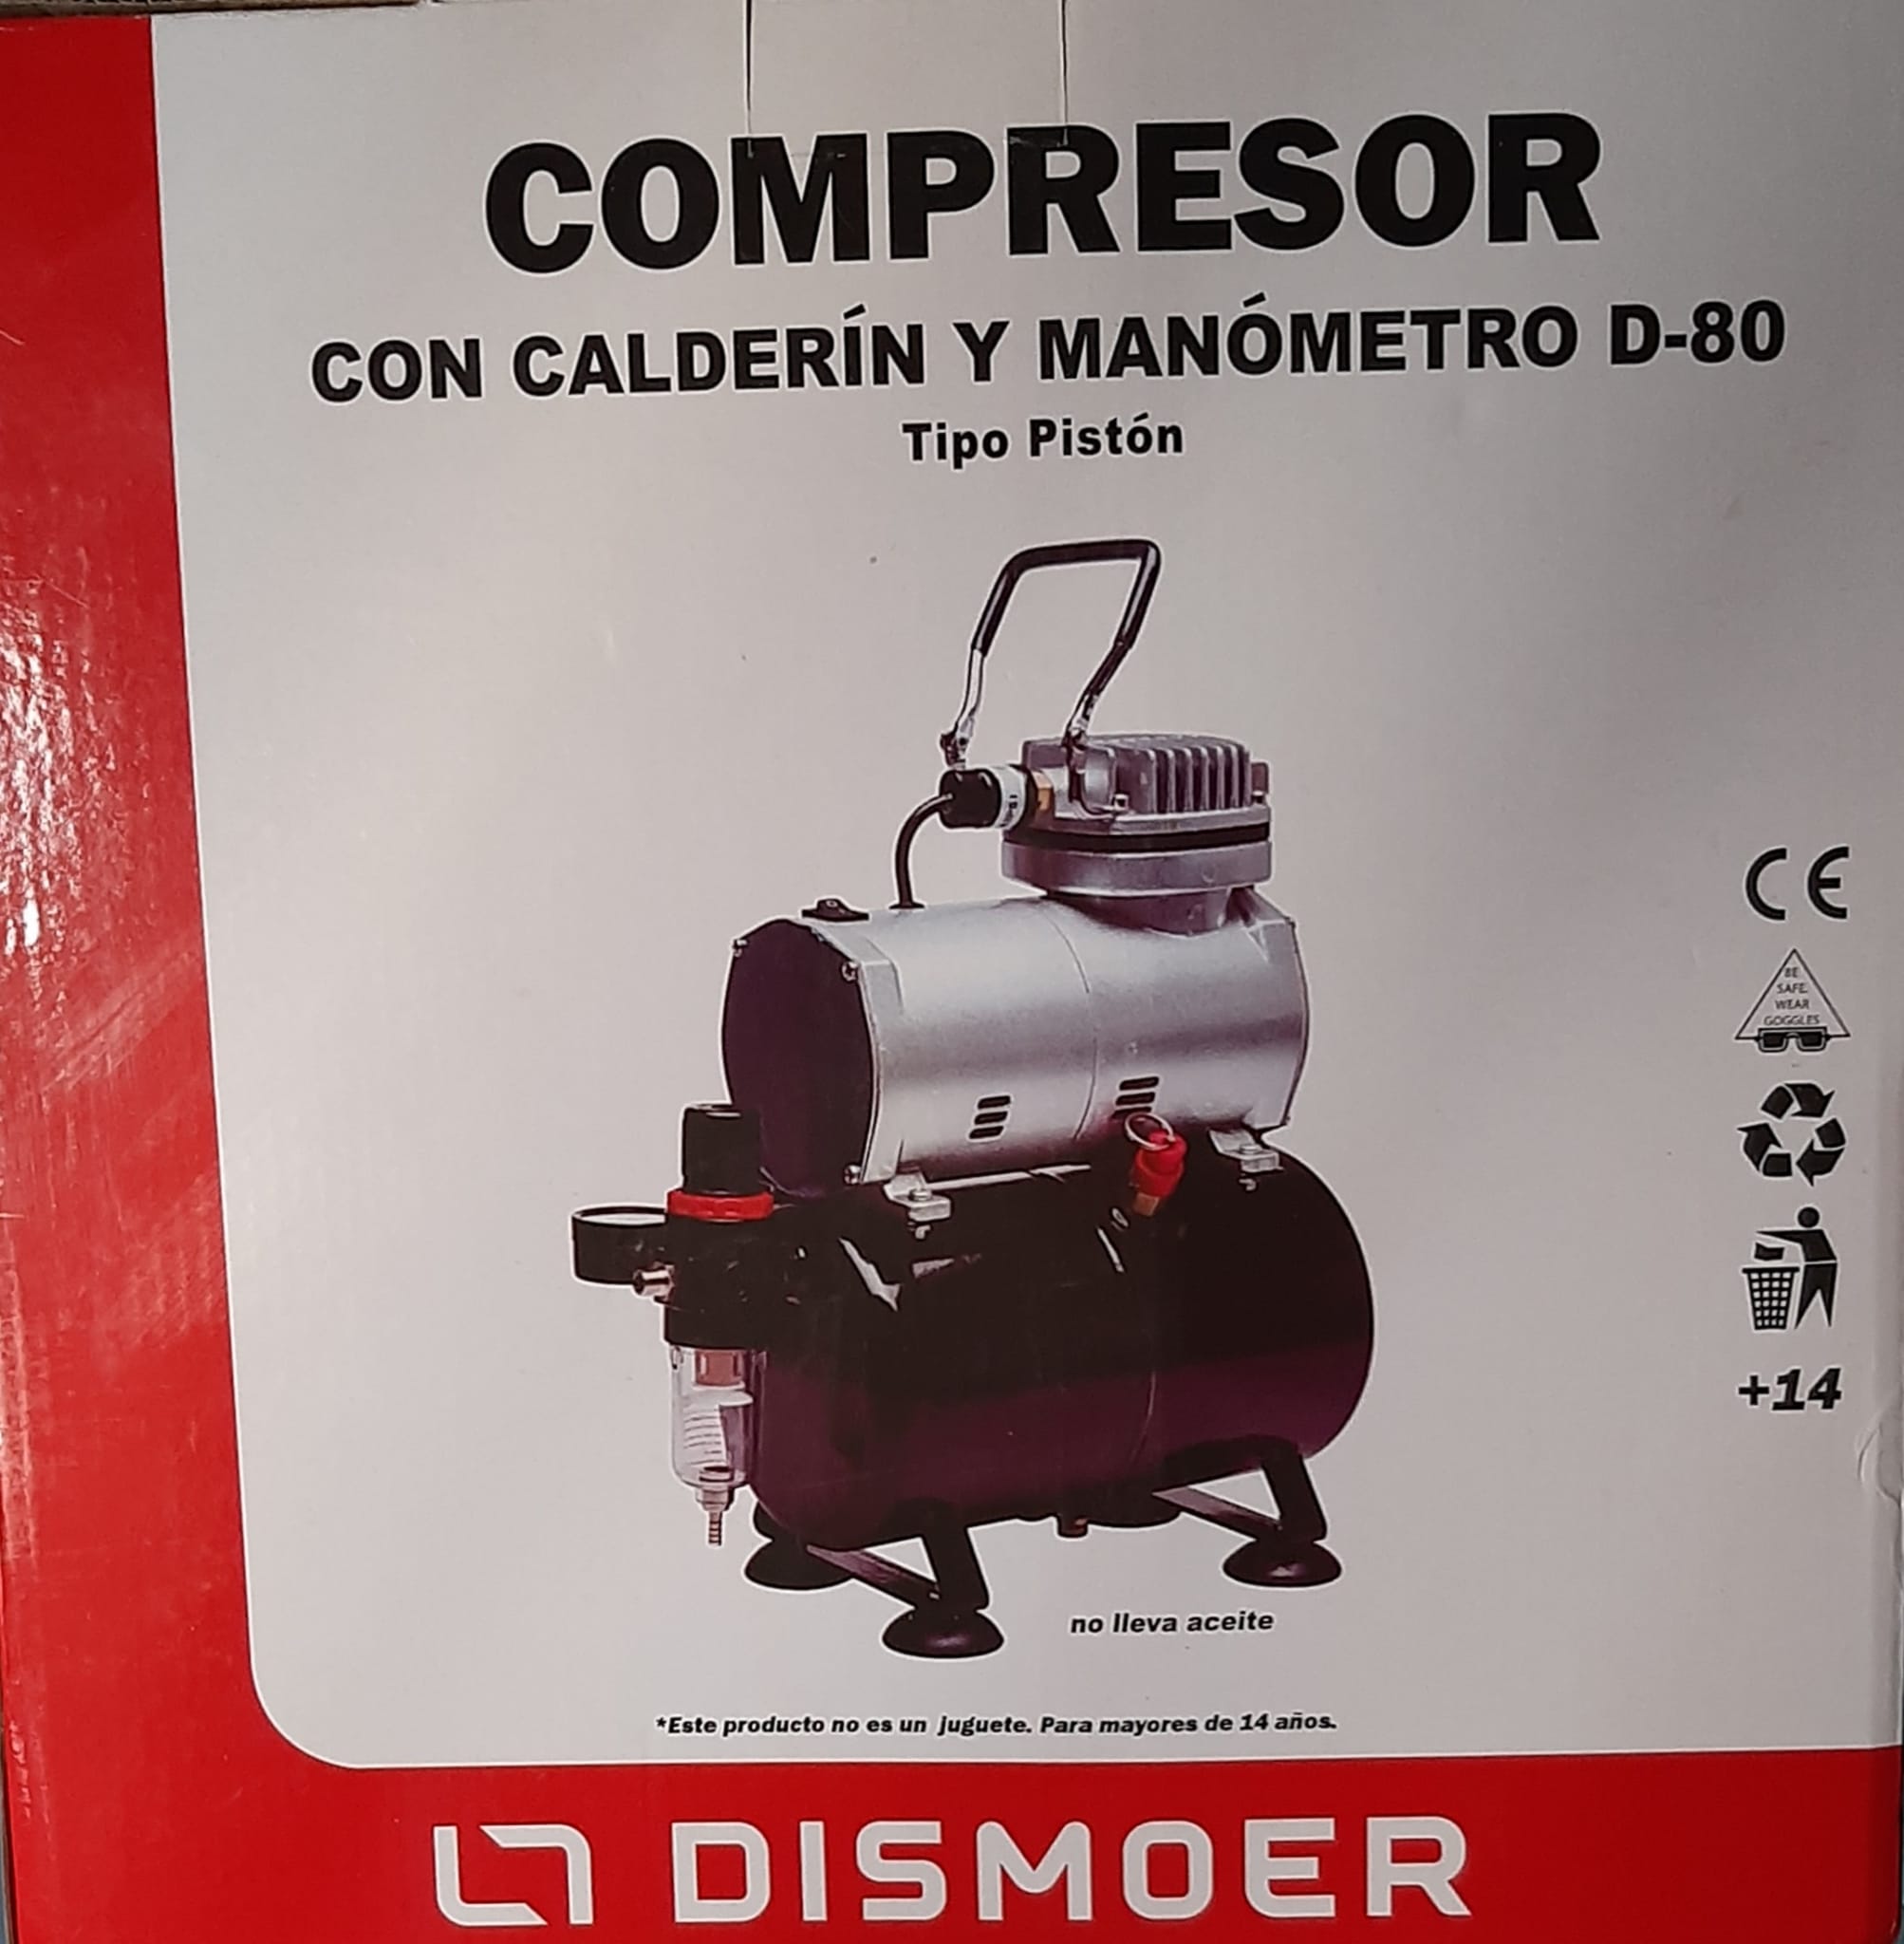 COMPRESOR
CON CALDERÍN Y MANÓMETRO D-80
Tipo Pistón
CE
BE
SAFE
WEAR
GOGGLES
+14
no lleva aceite
*Este producto no es un juguete. Para mayores de 14 años.
DISMOER